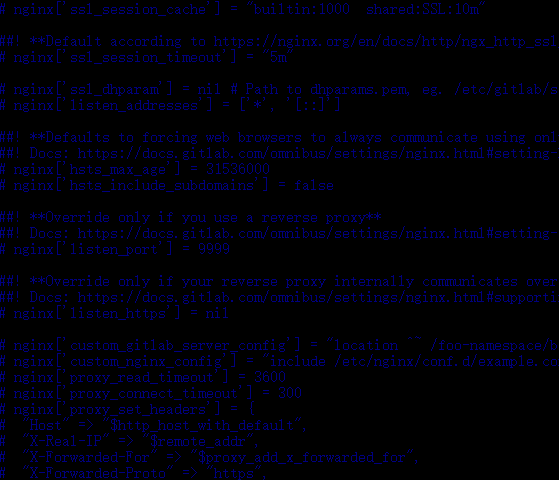 # nginx['ssl_session_cache'] = "builtin:1000  shared:SSL:10m"
##! **Default according to https://nginx.org/en/docs/http/ngx_http_ssl
# nginx['ssl_session_timeout'] = "5m"
# nginx['ssl_dhparam'] = nil # Path to dhparams.pem, eg. /etc/gitlab/s
# nginx['listen_addresses'] = ['*', '[::]']
##! **Defaults to forcing web browsers to always communicate using onl
##! Docs: https://docs.gitlab.com/omnibus/settings/nginx.html#setting-
# nginx['hsts_max_age'] = 31536000
# nginx['hsts_include_subdomains'] = false
##! **Override only if you use a reverse proxy**
##! Docs: https://docs.gitlab.com/omnibus/settings/nginx.html#setting-
# nginx['listen_port'] = 9999
##! **Override only if your reverse proxy internally communicates over
##! Docs: https://docs.gitlab.com/omnibus/settings/nginx.html#supporti
# nginx['listen_https'] = nil
# nginx['custom_gitlab_server_config'] = "location ^~ /foo-namespace/b
# nginx['custom_nginx_config'] = "include /etc/nginx/conf.d/example.co
# nginx['proxy_read_timeout'] = 3600
# nginx['proxy_connect_timeout'] = 300
# nginx['proxy_set_headers'] = {
#  "Host" => "$http_host_with_default",
#  "X-Real-IP" => "$remote_addr",
#  "X-Forwarded-For" => "$proxy_add_x_forwarded_for",
#  "X-Forwarded-Proto" => "https",